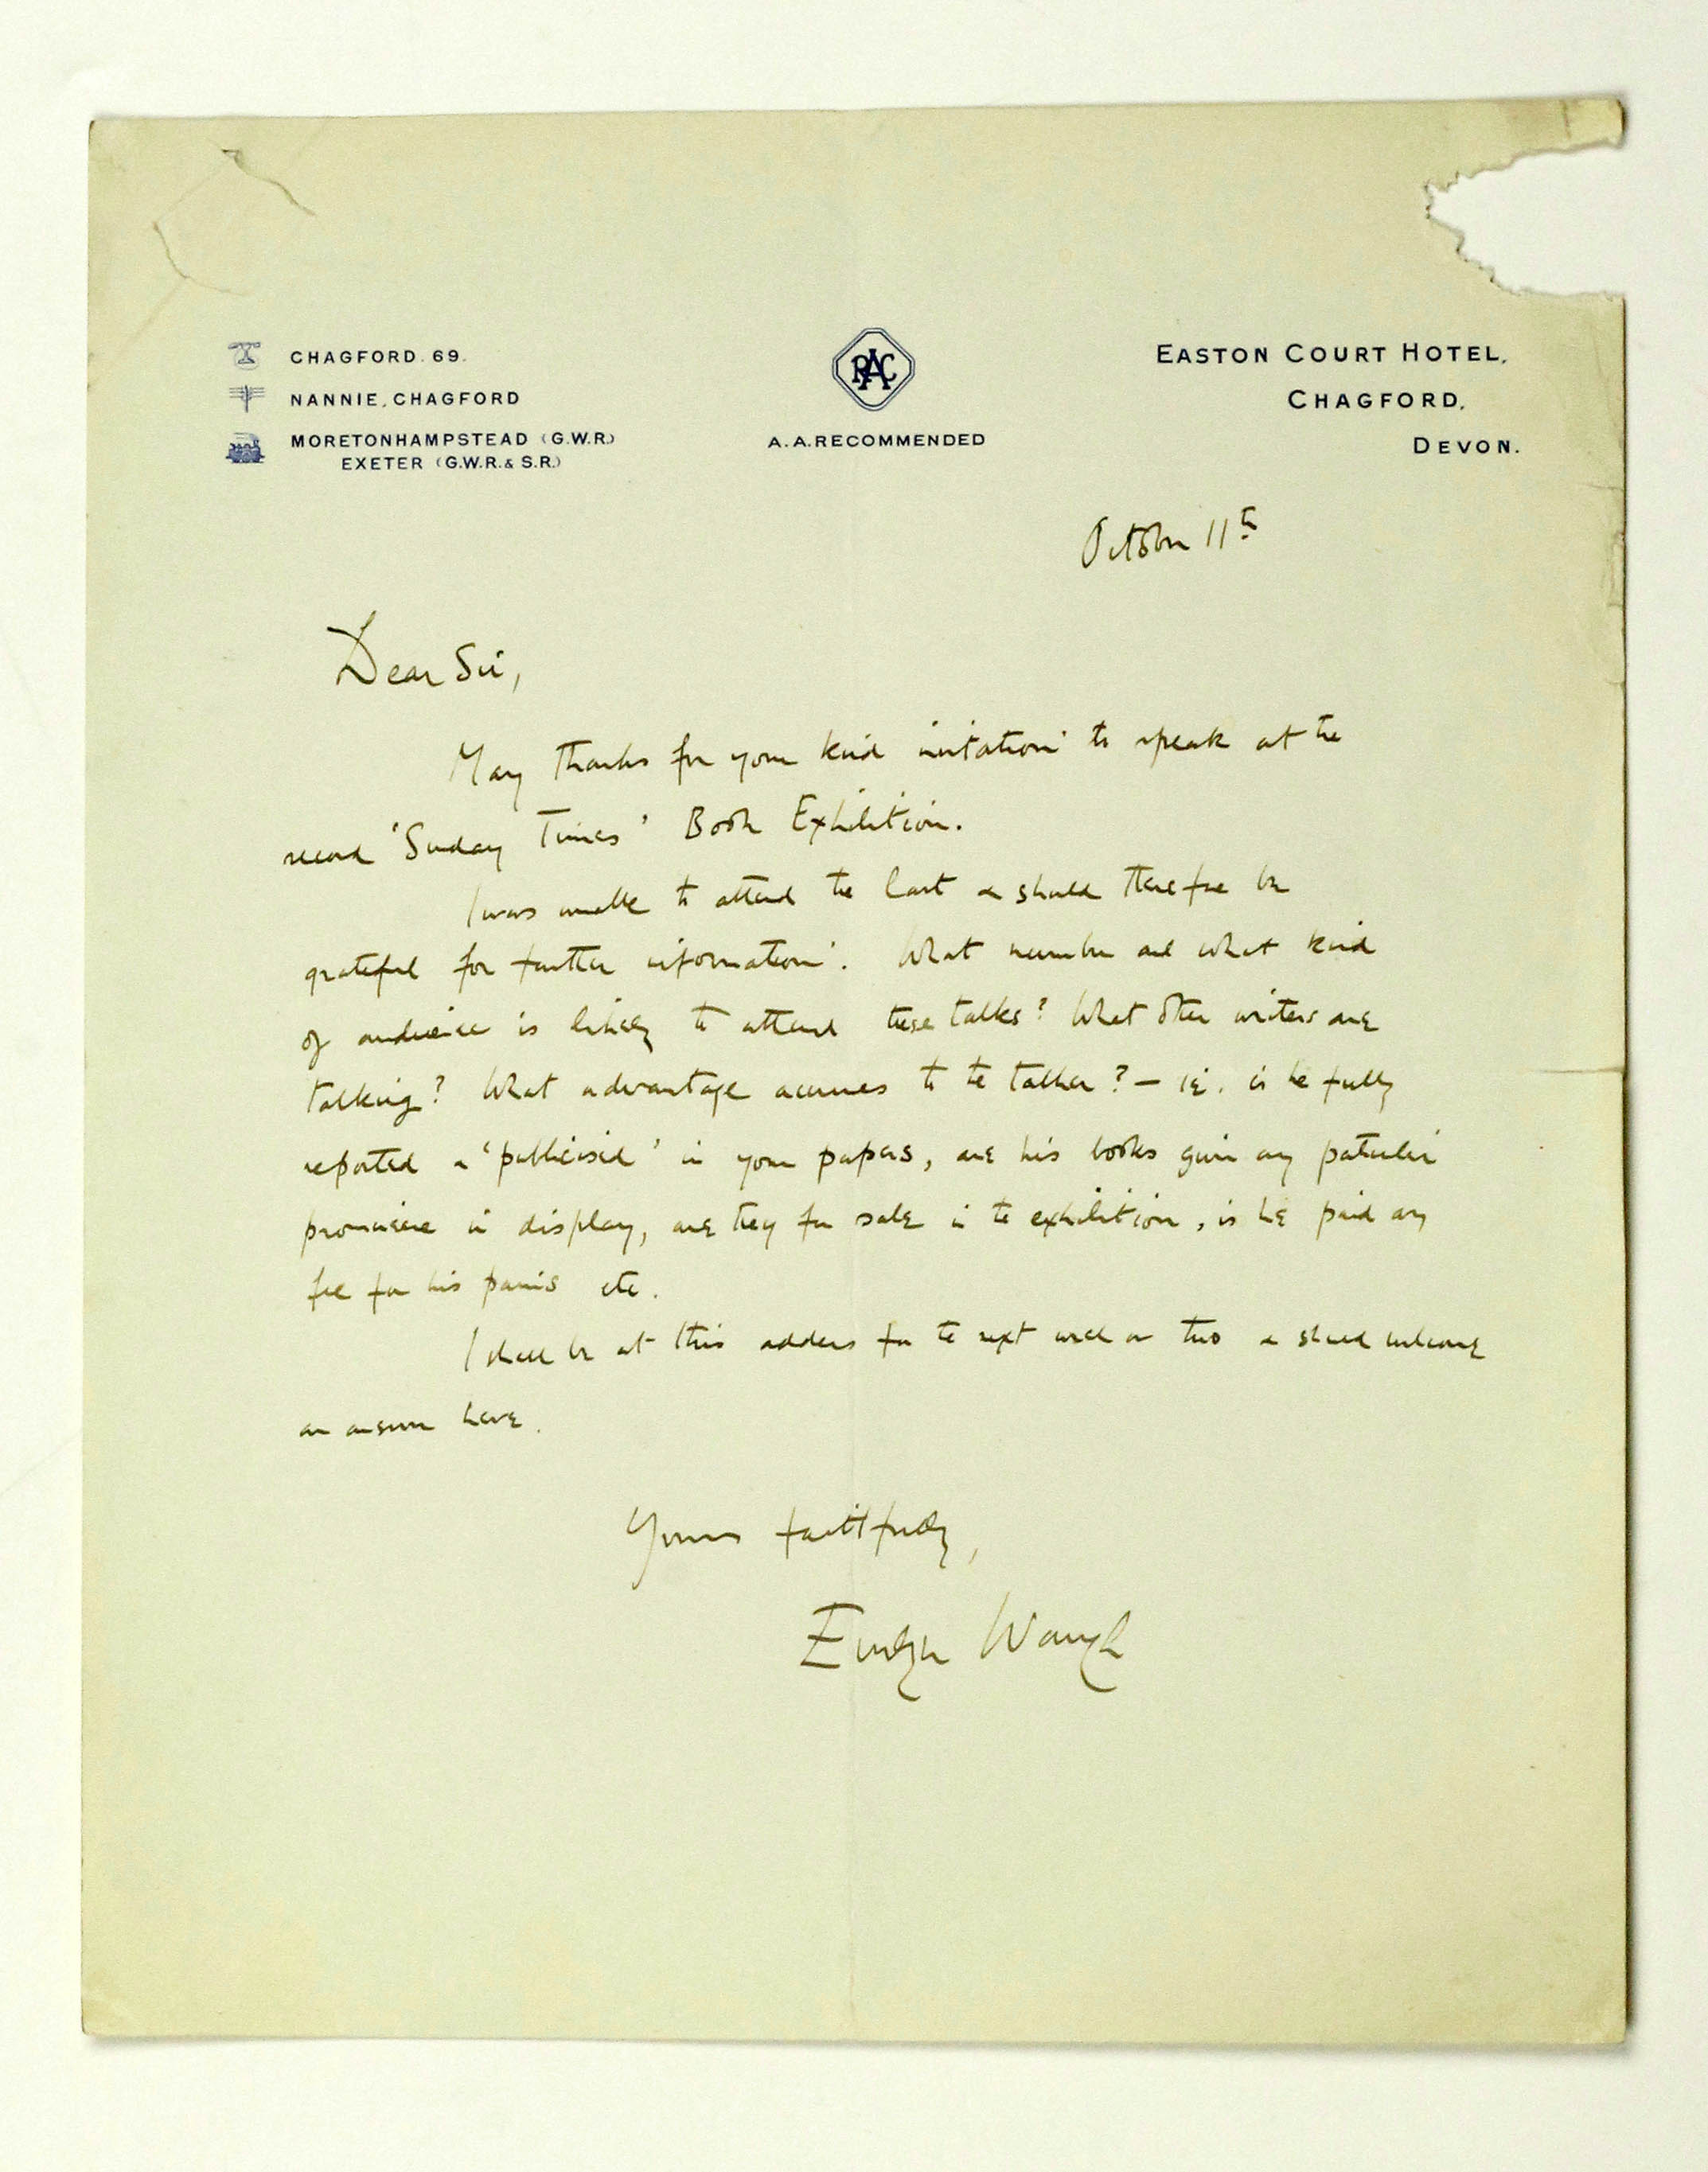 CHAGFORD. 69.
NANNIE, CHAGFORD
MORETONHAMPSTEAD (G.W.R.)
EXETER (G.W.R. & S.R.)
RAC
A.A. RECOMMENDED
EASTON COURT HOTEL,
CHAGFORD,
DEVON.
October 11th
Dear Sir,
Many thanks for your kind invitation to speak at the
second 'Sunday Times' Book Exhibition.
I was unable to attend the last & should therefore be
grateful for further information. What number and what kind
of audience is likely to attend these talks? What other writers are
talking? What advantage accrues to the talker? – i.e. is he fully
reported & 'publicised' in your papers, are his books given any particular
prominence in display, are they for sale in the exhibition, is he paid any
fee for his pains etc.
I shall be at this address for the next week or two & should welcome
an answer here.
Yours faithfully,
Evelyn Waugh